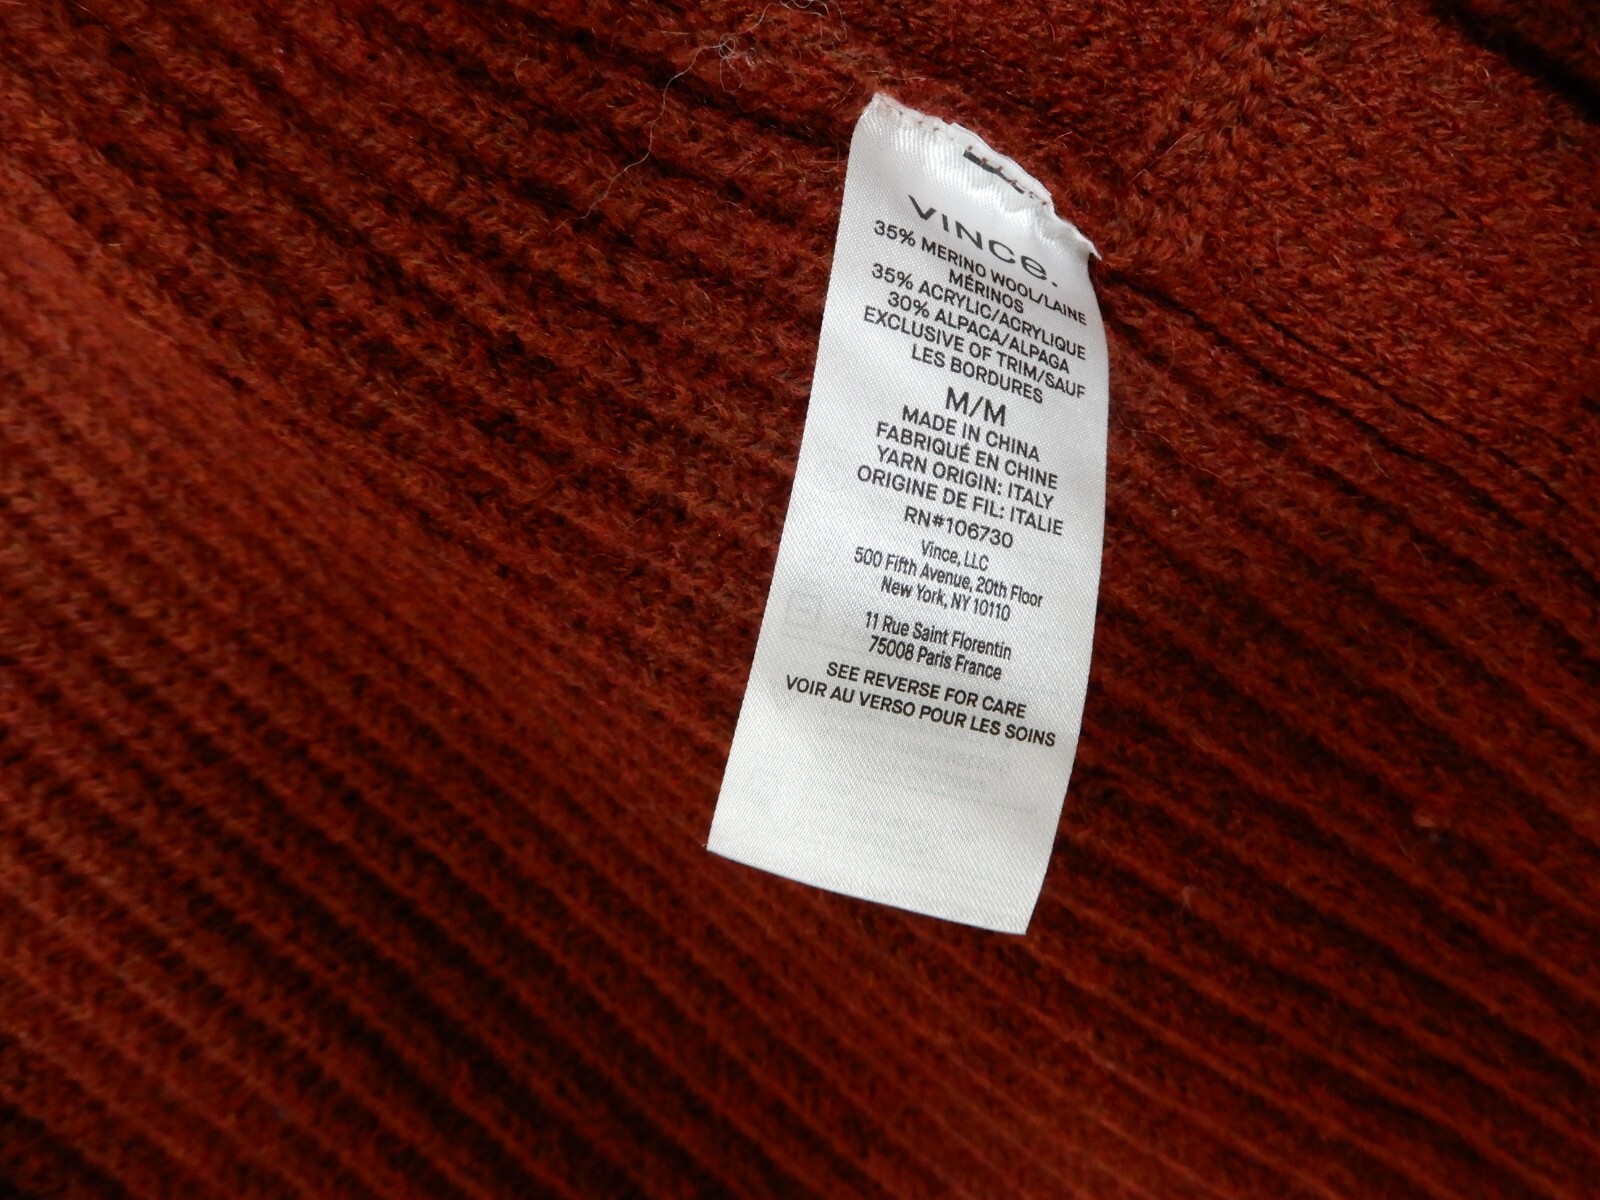 VINCe.
35% MERINO WOOL/LAINE
MÉRINOS
35% ACRYLIC/ACRYLIQUE
30% ALPACA/ALPAGA
EXCLUSIVE OF TRIM/SAUF
LES BORDURES
M/M
MADE IN CHINA
FABRIQUÉ EN CHINE
YARN ORIGIN: ITALY
ORIGINE DE FIL: ITALIE
RN#106730
Vince, LLC
500 Fifth Avenue, 20th Floor
New York, NY 10110
11 Rue Saint Florentin
75008 Paris France
SEE REVERSE FOR CARE
VOIR AU VERSO POUR LES SOINS